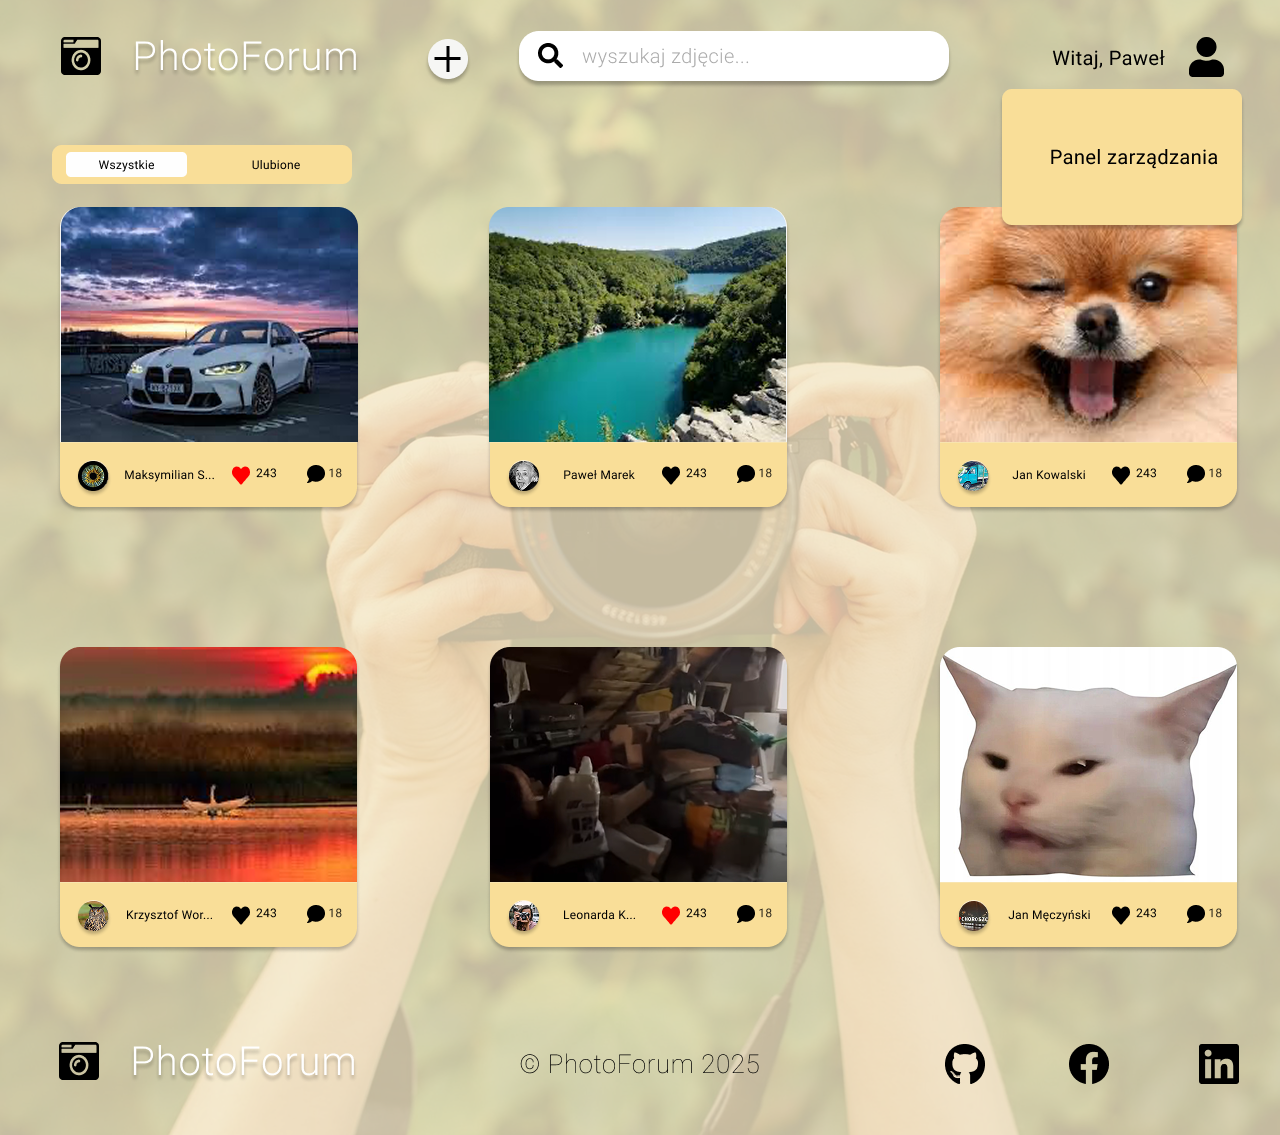 PhotoForum
wyszukaj zdjęcie...
Witaj, Paweł
Panel zarządzania
Wszystkie
Ulubione
Maksymilian S... 243 18
Paweł Marek 243 18
Jan Kowalski 243 18
Krzysztof Wor... 243 18
Leonarda K... 243 18
Jan Męczyński 243 18
PhotoForum
© PhotoForum 2025